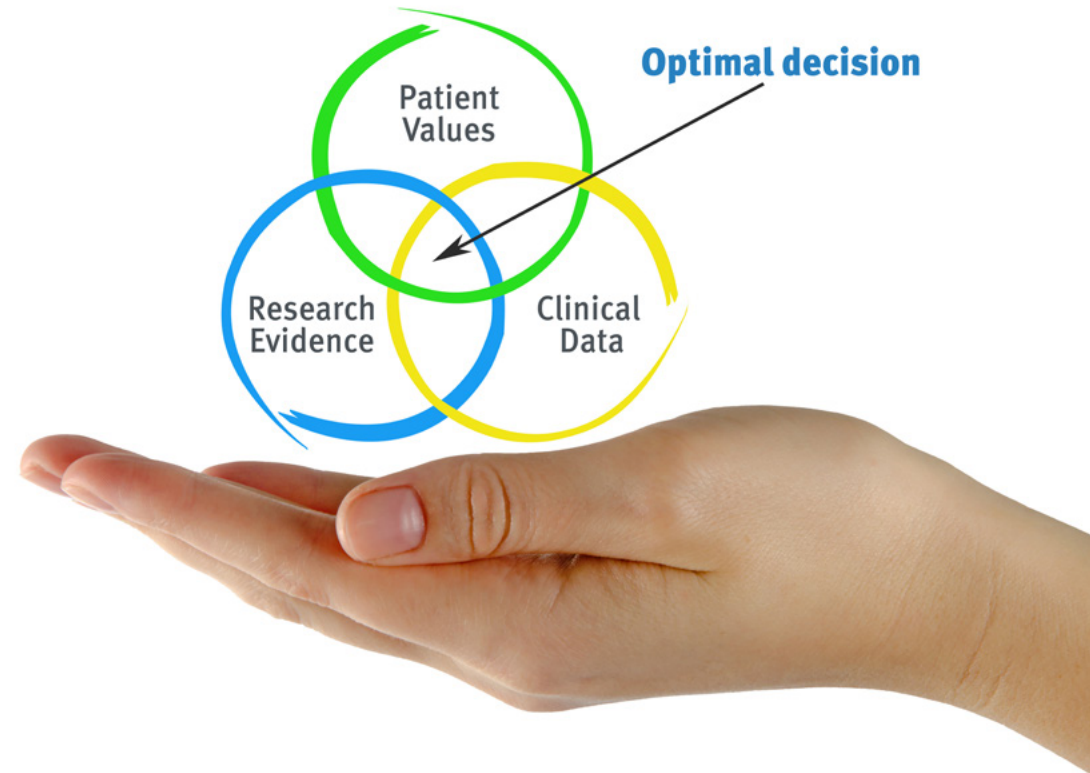 Optimal decision
Patient
Values
Research
Evidence
Clinical
Data